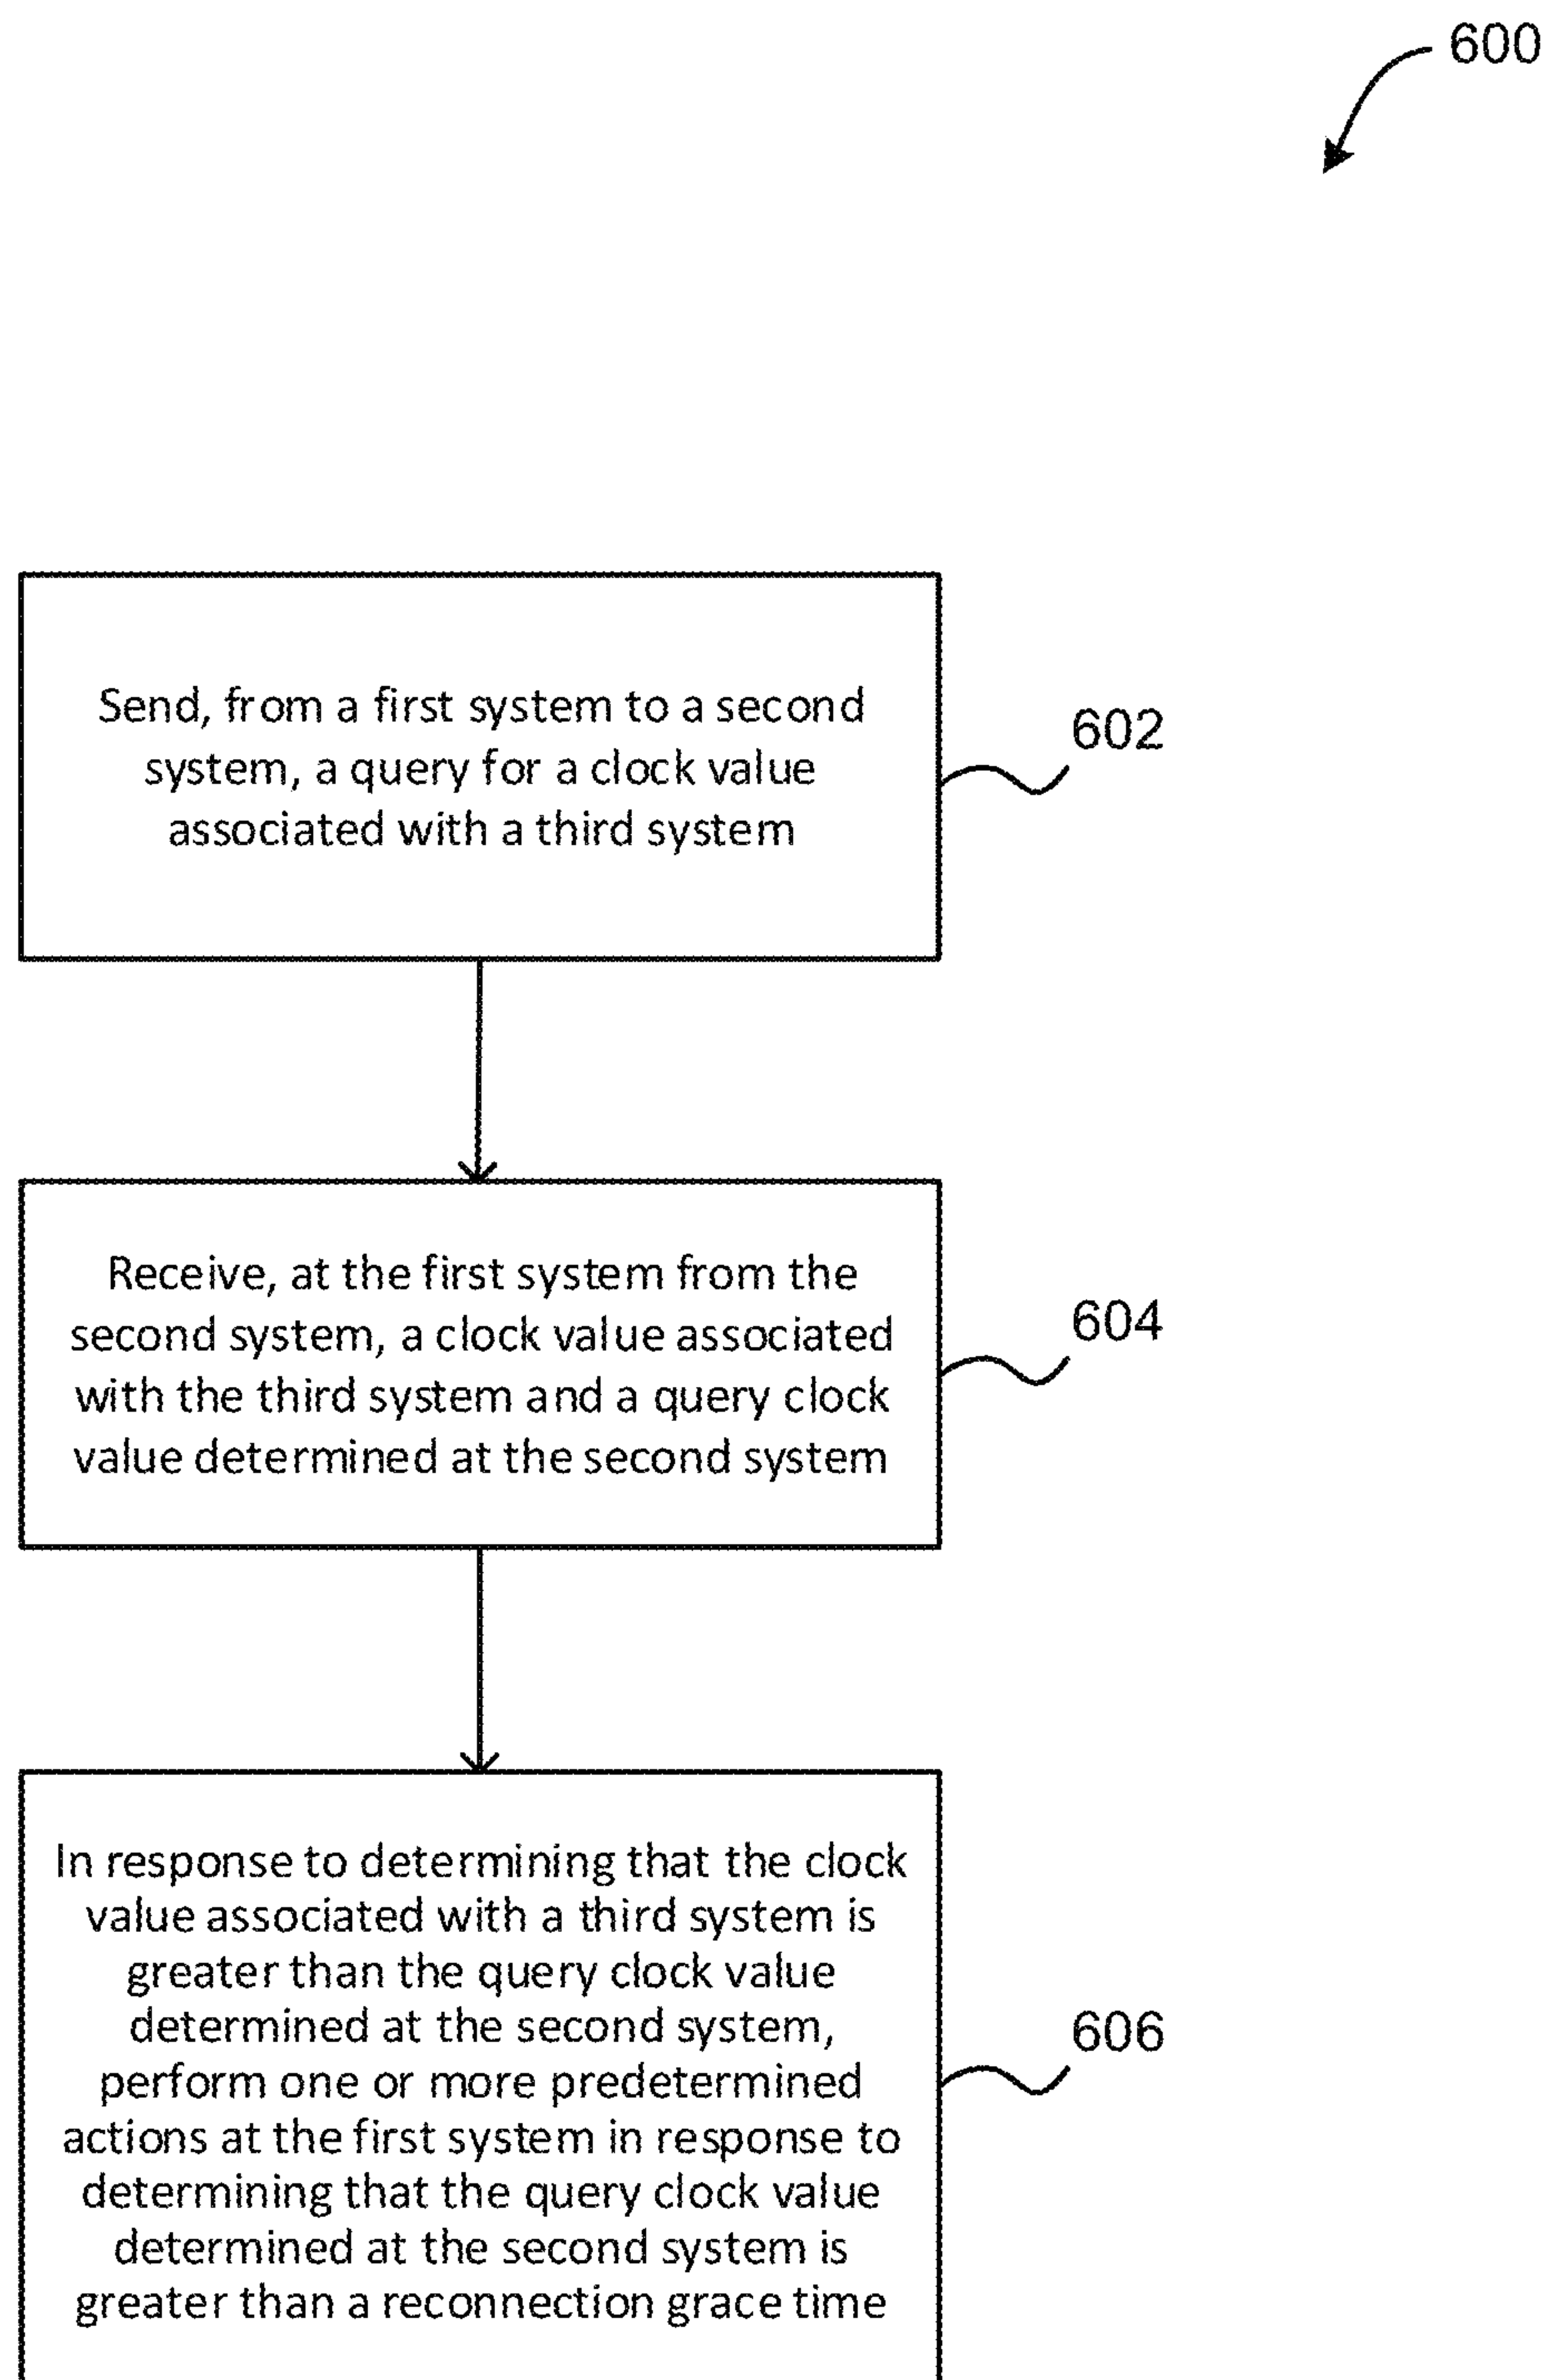 600
Send, from a first system to a second
system, a query for a clock value
associated with a third system
602
Receive, at the first system from the
second system, a clock value associated
with the third system and a query clock
value determined at the second system
604
In response to determining that the clock
value associated with a third system is
greater than the query clock value
determined at the second system,
perform one or more predetermined
actions at the first system in response to
determining that the query clock value
determined at the second system is
greater than a reconnection grace time
606